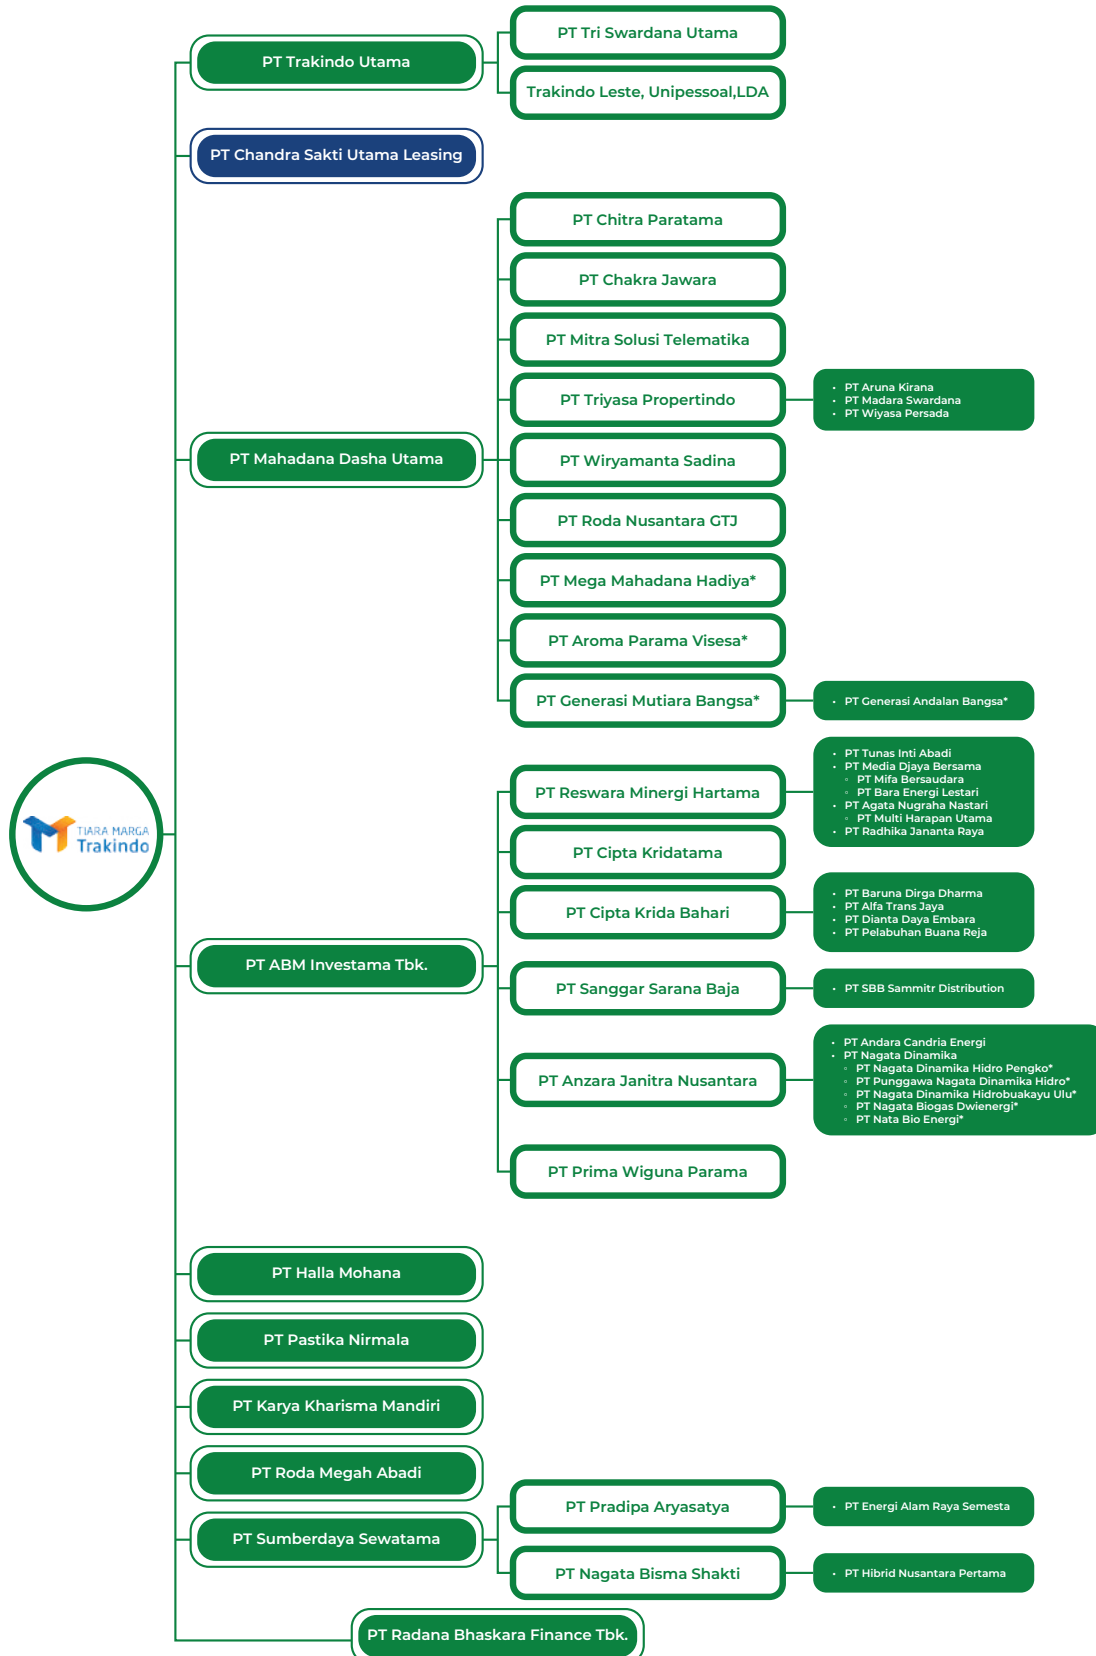 TIARA MARGA
Trakindo
PT Trakindo Utama
PT Tri Swardana Utama
Trakindo Leste, Unipessoal,LDA
PT Chandra Sakti Utama Leasing
PT Mahadana Dasha Utama
PT Chitra Paratama
PT Chakra Jawara
PT Mitra Solusi Telematika
PT Triyasa Propertindo
• PT Aruna Kirana
• PT Madara Swardana
• PT Wiyasa Persada
PT Wiryamanta Sadina
PT Roda Nusantara GTJ
PT Mega Mahadana Hadiya*
PT Aroma Parama Visesa*
PT Generasi Mutiara Bangsa*
• PT Generasi Andalan Bangsa*
PT ABM Investama Tbk.
PT Reswara Minergi Hartama
• PT Tunas Inti Abadi
• PT Media Djaya Bersama
◦ PT Mifa Bersaudara
◦ PT Bara Energi Lestari
• PT Agata Nugraha Nastari
◦ PT Multi Harapan Utama
• PT Radhika Jananta Raya
PT Cipta Kridatama
PT Cipta Krida Bahari
• PT Baruna Dirga Dharma
• PT Alfa Trans Jaya
• PT Dianta Daya Embara
• PT Pelabuhan Buana Reja
PT Sanggar Sarana Baja
• PT SBB Sammitr Distribution
PT Anzara Janitra Nusantara
• PT Andara Candria Energi
• PT Nagata Dinamika
◦ PT Nagata Dinamika Hidro Pengko*
◦ PT Punggawa Nagata Dinamika Hidro*
◦ PT Nagata Dinamika Hidrobuakayu Ulu*
◦ PT Nagata Biogas Dwienergi*
◦ PT Nata Bio Energi*
PT Prima Wiguna Parama
PT Halla Mohana
PT Pastika Nirmala
PT Karya Kharisma Mandiri
PT Roda Megah Abadi
PT Sumberdaya Sewatama
PT Pradipa Aryasatya
• PT Energi Alam Raya Semesta
PT Nagata Bisma Shakti
• PT Hibrid Nusantara Pertama
PT Radana Bhaskara Finance Tbk.